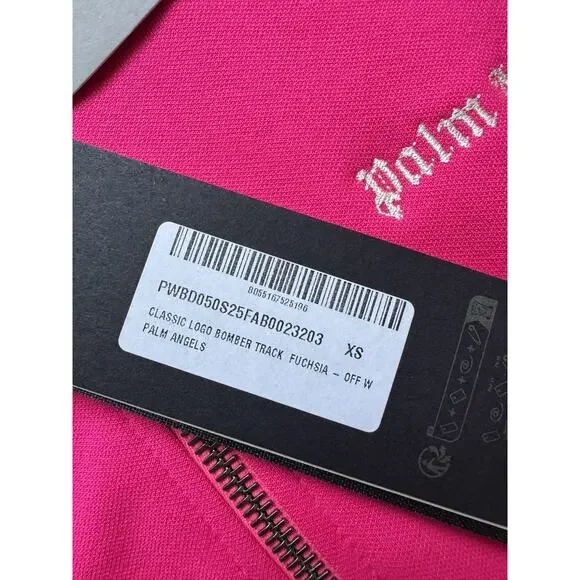 Palm
8055167525196
PWBD050S25FAB0023203 XS
CLASSIC LOGO BOMBER TRACK FUCHSIA – OFF W
PALM ANGELS